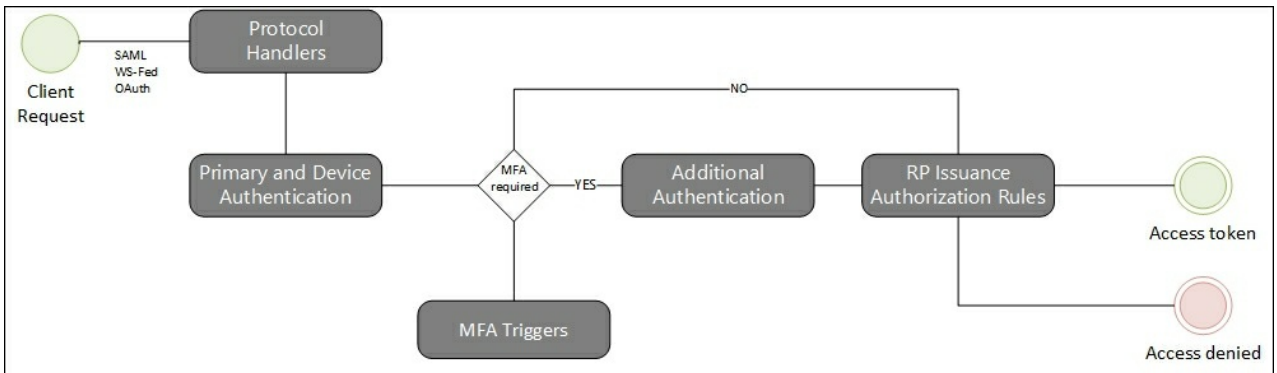 Client
Request
SAML
WS-Fed
OAuth
Protocol
Handlers
Primary and Device
Authentication
MFA
required
NO
YES
MFA Triggers
Additional
Authentication
RP Issuance
Authorization Rules
Access token
Access denied